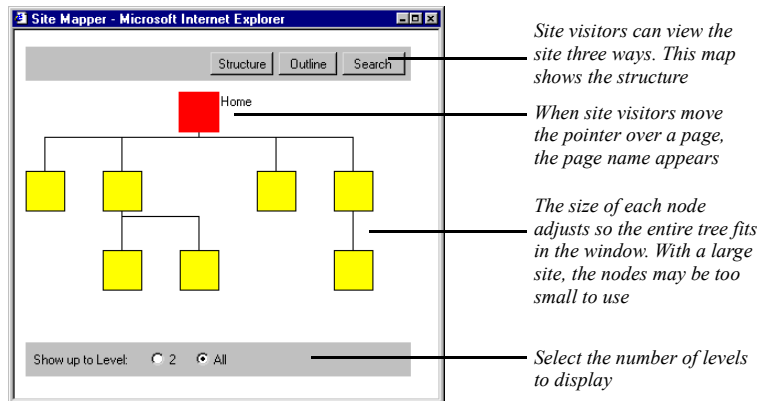 Site Mapper - Microsoft Internet Explorer
Structure
Outline
Search
Home
Show up to Level:
2
All
Site visitors can view the
site three ways. This map
shows the structure
When site visitors move
the pointer over a page,
the page name appears
The size of each node
adjusts so the entire tree fits
in the window. With a large
site, the nodes may be too
small to use
Select the number of levels
to display